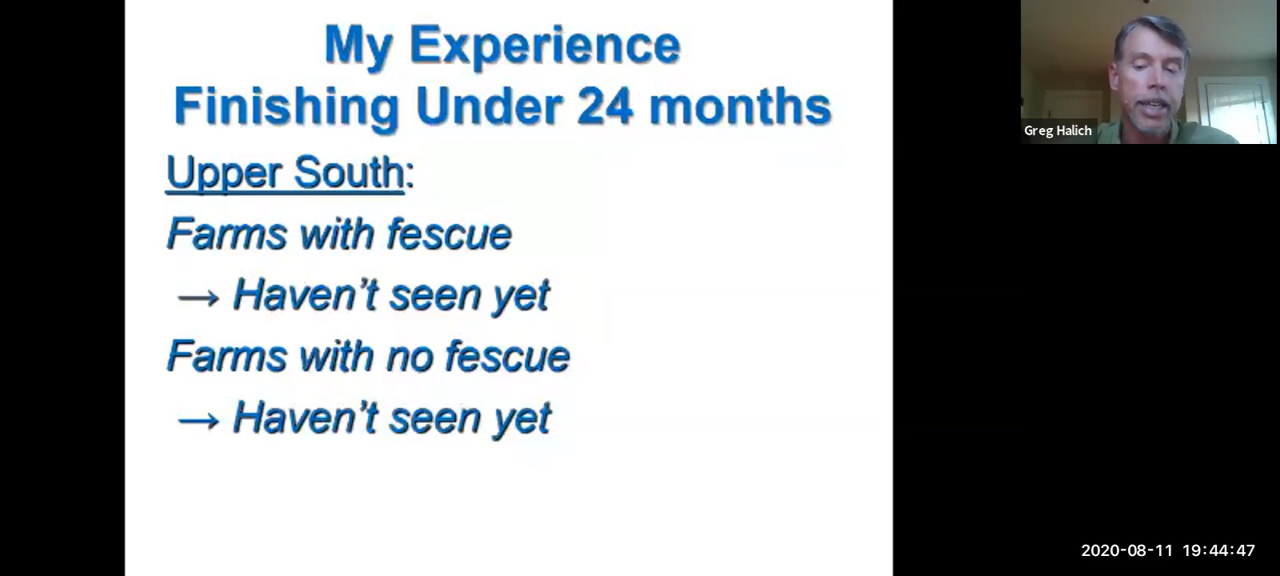 My Experience
Finishing Under 24 months
Upper South:
Farms with fescue
→ Haven't seen yet
Farms with no fescue
→ Haven't seen yet
Greg Halich
2020-08-11 19:44:47